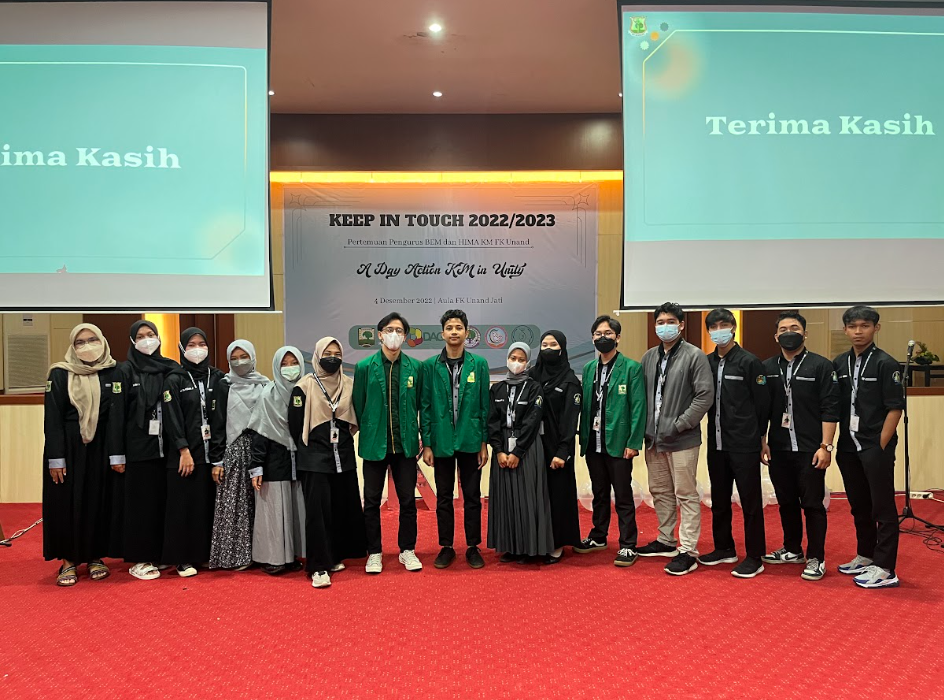 ima Kasih
Terima Kasih
KEEP IN TOUCH 2022/2023
Pertemuan Pengurus BEM dan HIMA KM FK Unand
A Day Action KM in Unity
4 Desember 2022 | Aula FK Unand Jati